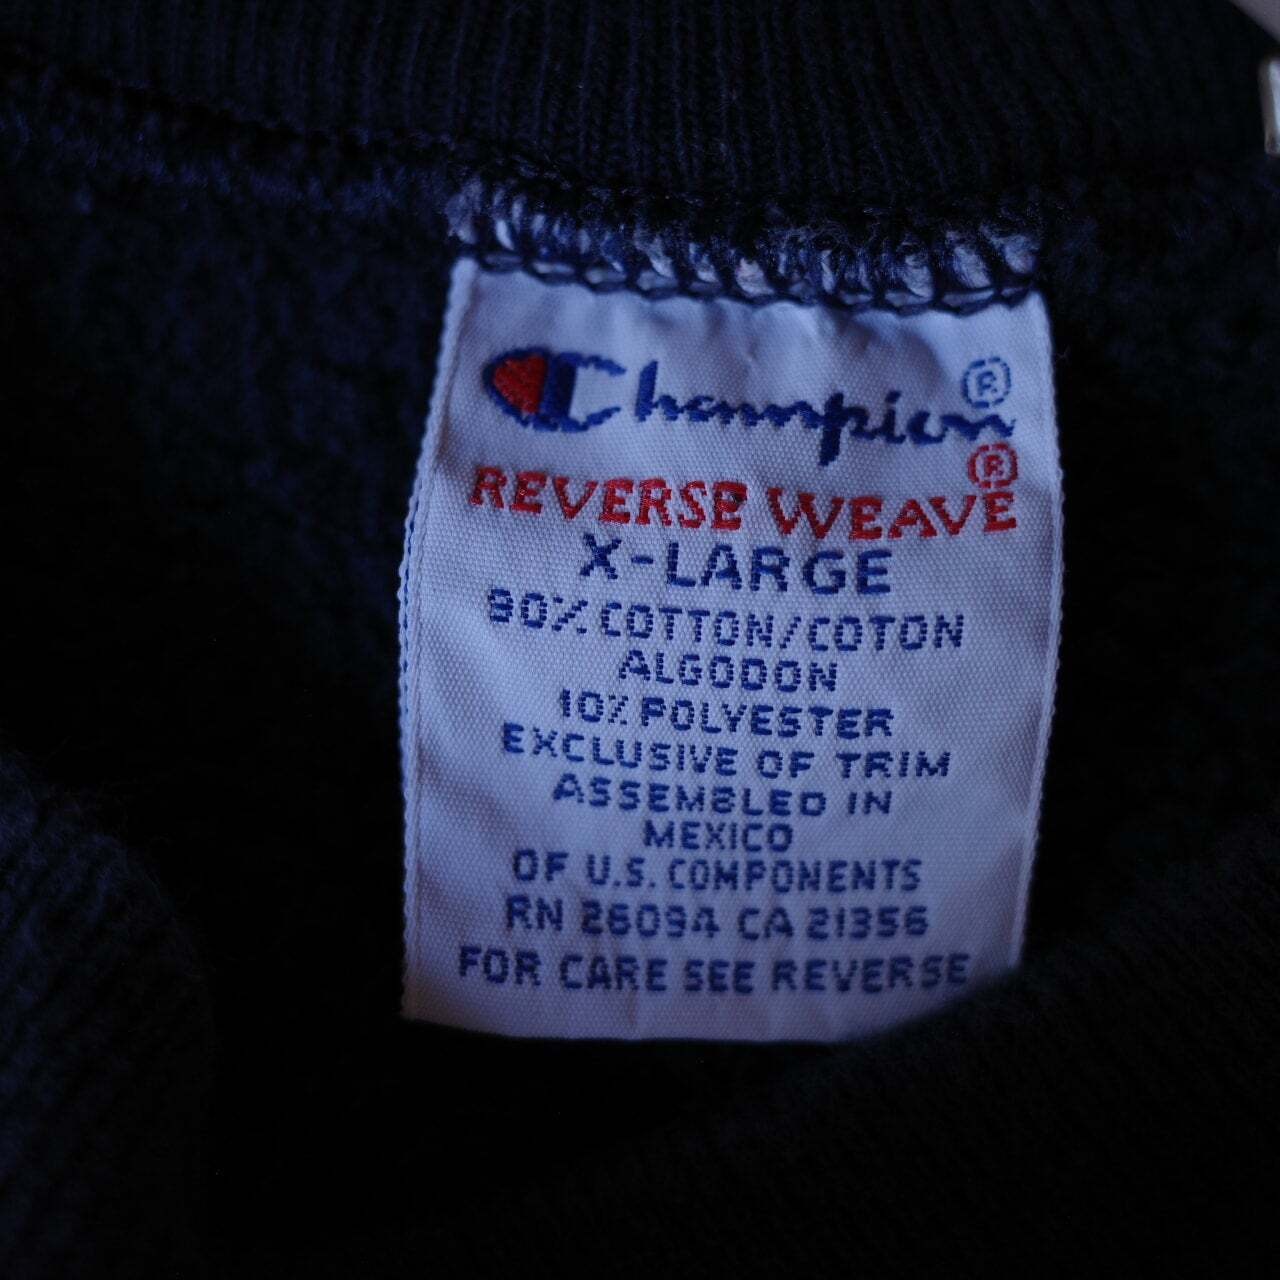 Champion®
REVERSE WEAVE®
X-LARGE
90% COTTON/COTON
ALGODON
10% POLYESTER
EXCLUSIVE OF TRIM
ASSEMBLED IN
MEXICO
OF U.S. COMPONENTS
RN 26094 CA 21356
FOR CARE SEE REVERSE